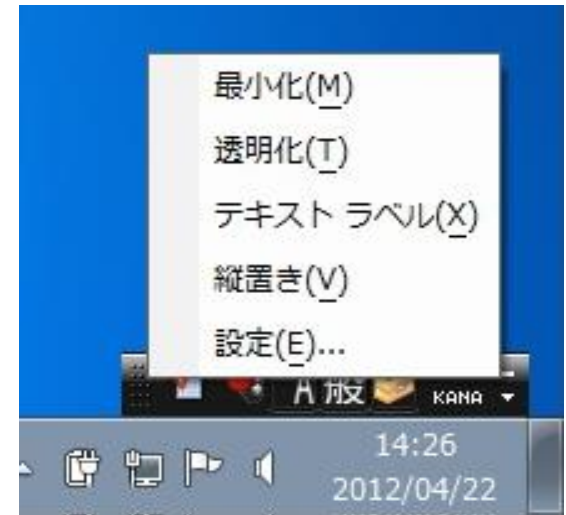 最小化(M)
透明化(T)
テキスト ラベル(X)
縦置き(V)
設定(E)...
A 般 KANA
14:26
2012/04/22